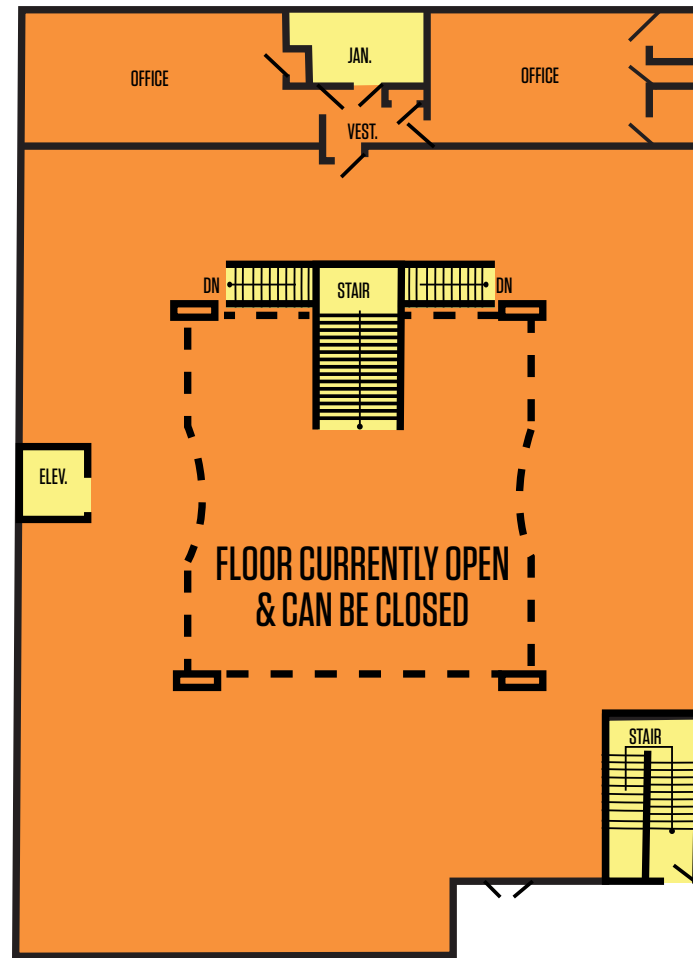 JAN.
OFFICE
OFFICE
VEST.
DN
STAIR
DN
ELEV.
FLOOR CURRENTLY OPEN
& CAN BE CLOSED
STAIR